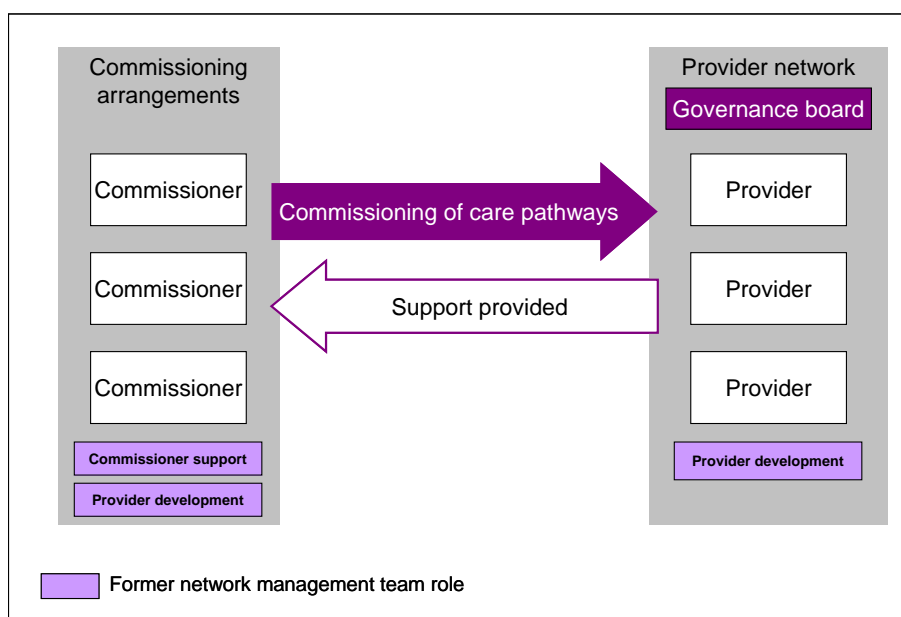 Commissioning
arrangements
Commissioner
Commissioner
Commissioner
Commissioner support
Provider development
Commissioning of care pathways
Support provided
Provider network
Governance board
Provider
Provider
Provider
Provider development
Former network management team role